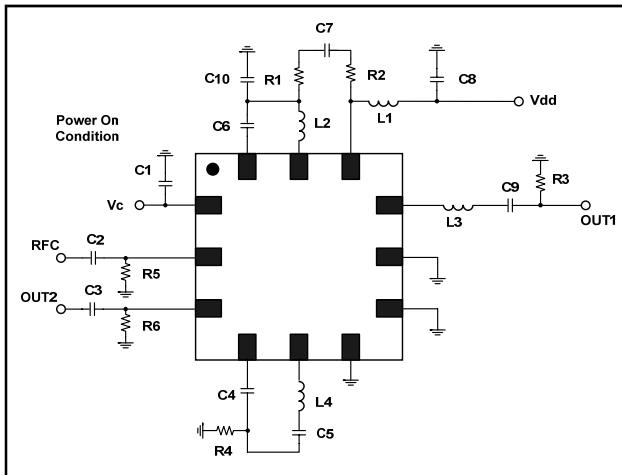 C7
C10
R1
R2
C8
Vdd
Power On
Condition
C6
L2
L1
C1
R3
C9
Vc
L3
OUT1
RFC
C2
R5
C3
OUT2
R6
C4
L4
R4
C5